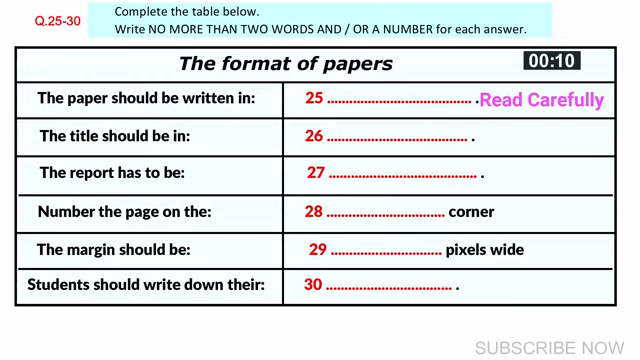 Q.25-30
Complete the table below.
Write NO MORE THAN TWO WORDS AND / OR A NUMBER for each answer.
The format of papers
00:10
The paper should be written in: 25 ........................................ .
Read Carefully
The title should be in: 26 ........................................ .
The report has to be: 27 ......................................... .
Number the page on the: 28 ................................. corner
The margin should be: 29 ............................... pixels wide
Students should write down their: 30 ................................... .
SUBSCRIBE NOW